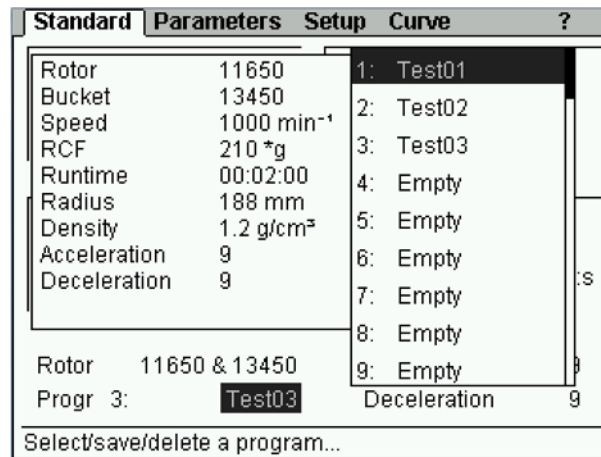 Standard Parameters Setup Curve ?
Rotor 11650
Bucket 13450
Speed 1000 min⁻¹
RCF 210 *g
Runtime 00:02:00
Radius 188 mm
Density 1.2 g/cm³
Acceleration 9
Deceleration 9
1: Test01
2: Test02
3: Test03
4: Empty
5: Empty
6: Empty
7: Empty
8: Empty
9: Empty
Rotor 11650 & 13450
Progr 3: Test03 Deceleration 9
Select/save/delete a program...